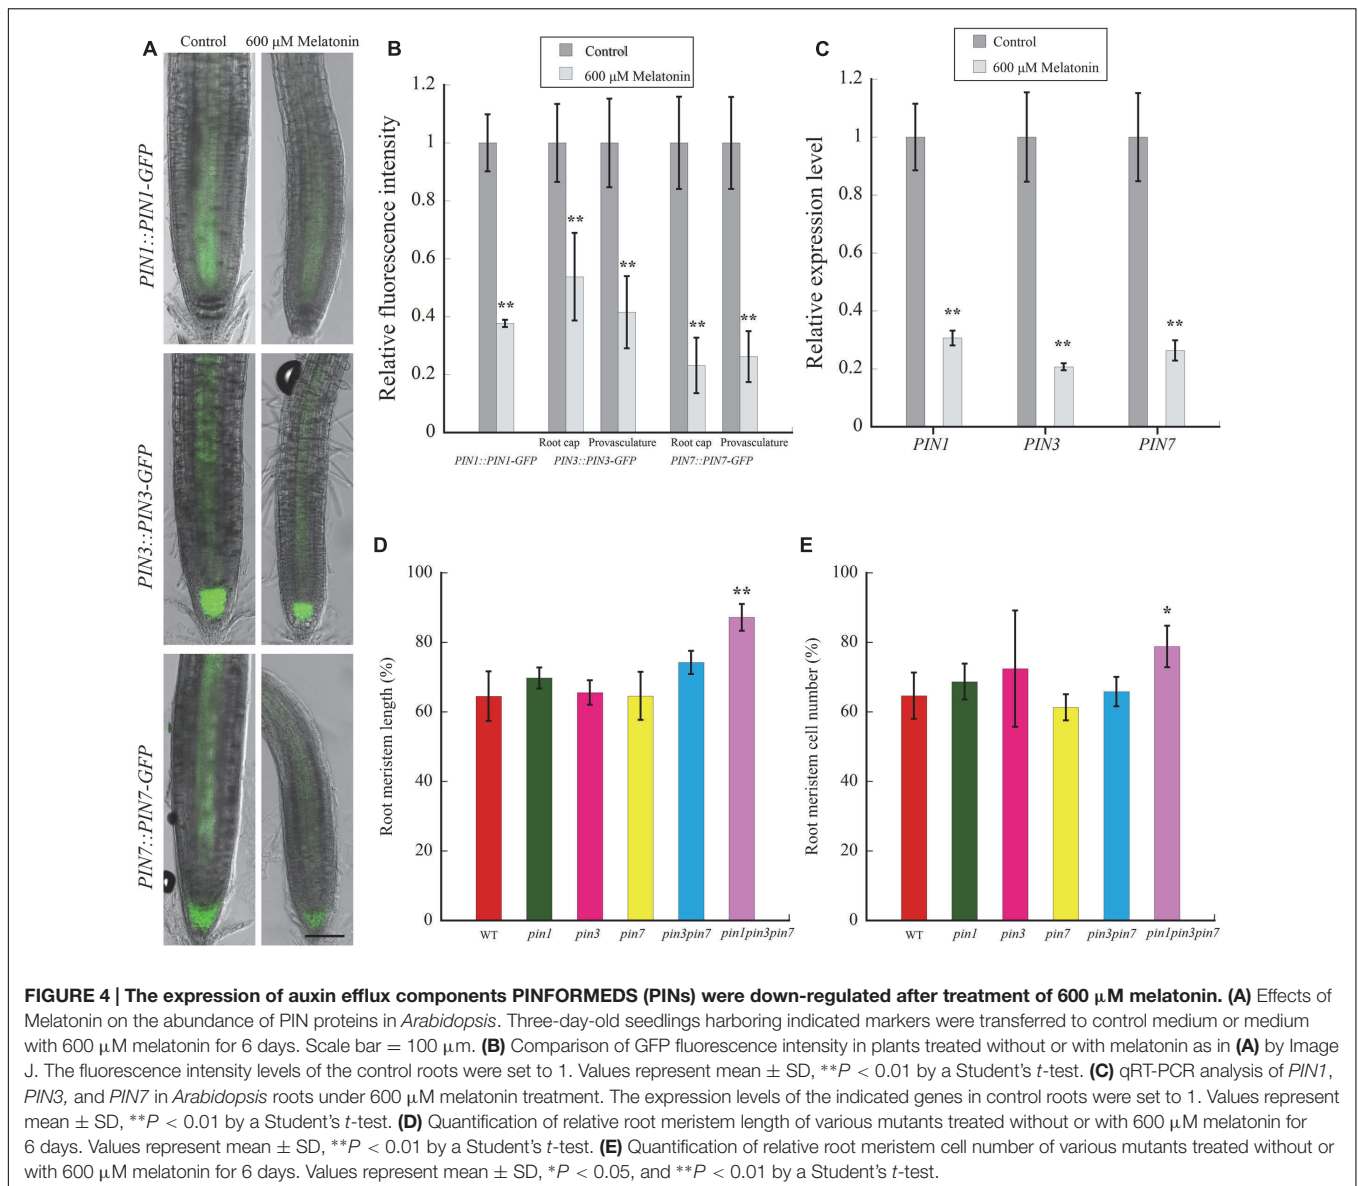 A
Control 600 μM Melatonin
PIN1::PIN1-GFP
PIN3::PIN3-GFP
PIN7::PIN7-GFP
B
Control
600 μM Melatonin
Relative fluorescence intensity
1.2
1
0.8
0.6
0.4
0.2
0
**
**
**
**
**
Root cap Provasculature Root cap Provasculature
PIN1::PIN1-GFP PIN3::PIN3-GFP PIN7::PIN7-GFP
C
Control
600 μM Melatonin
Relative expression level
1.2
1
0.8
0.6
0.4
0.2
0
**
**
**
PIN1 PIN3 PIN7
D
Root meristem length (%)
100
80
60
40
20
0
**
WT pin1 pin3 pin7 pin3pin7 pin1pin3pin7
E
Root meristem cell number (%)
100
80
60
40
20
0
*
WT pin1 pin3 pin7 pin3pin7 pin1pin3pin7
FIGURE 4 | The expression of auxin efflux components PINFORMEDS (PINs) were down-regulated after treatment of 600 μM melatonin. (A) Effects of
Melatonin on the abundance of PIN proteins in Arabidopsis. Three-day-old seedlings harboring indicated markers were transferred to control medium or medium
with 600 μM melatonin for 6 days. Scale bar = 100 μm. (B) Comparison of GFP fluorescence intensity in plants treated without or with melatonin as in (A) by Image
J. The fluorescence intensity levels of the control roots were set to 1. Values represent mean ± SD, **P < 0.01 by a Student's t-test. (C) qRT-PCR analysis of PIN1,
PIN3, and PIN7 in Arabidopsis roots under 600 μM melatonin treatment. The expression levels of the indicated genes in control roots were set to 1. Values represent
mean ± SD, **P < 0.01 by a Student's t-test. (D) Quantification of relative root meristem length of various mutants treated without or with 600 μM melatonin for
6 days. Values represent mean ± SD, **P < 0.01 by a Student's t-test. (E) Quantification of relative root meristem cell number of various mutants treated without or
with 600 μM melatonin for 6 days. Values represent mean ± SD, *P < 0.05, and **P < 0.01 by a Student's t-test.